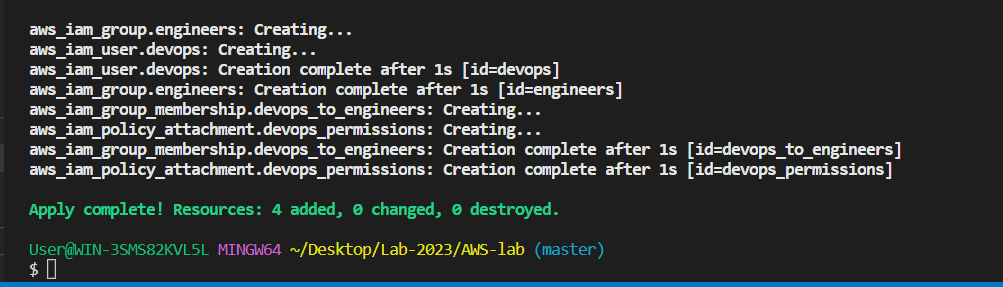 aws_iam_group.engineers: Creating...
aws_iam_user.devops: Creating...
aws_iam_user.devops: Creation complete after 1s [id=devops]
aws_iam_group.engineers: Creation complete after 1s [id=engineers]
aws_iam_group_membership.devops_to_engineers: Creating...
aws_iam_policy_attachment.devops_permissions: Creating...
aws_iam_group_membership.devops_to_engineers: Creation complete after 1s [id=devops_to_engineers]
aws_iam_policy_attachment.devops_permissions: Creation complete after 1s [id=devops_permissions]
Apply complete! Resources: 4 added, 0 changed, 0 destroyed.
User@WIN-3SMS82KVL5L MINGW64 ~/Desktop/Lab-2023/AWS-lab (master)
$